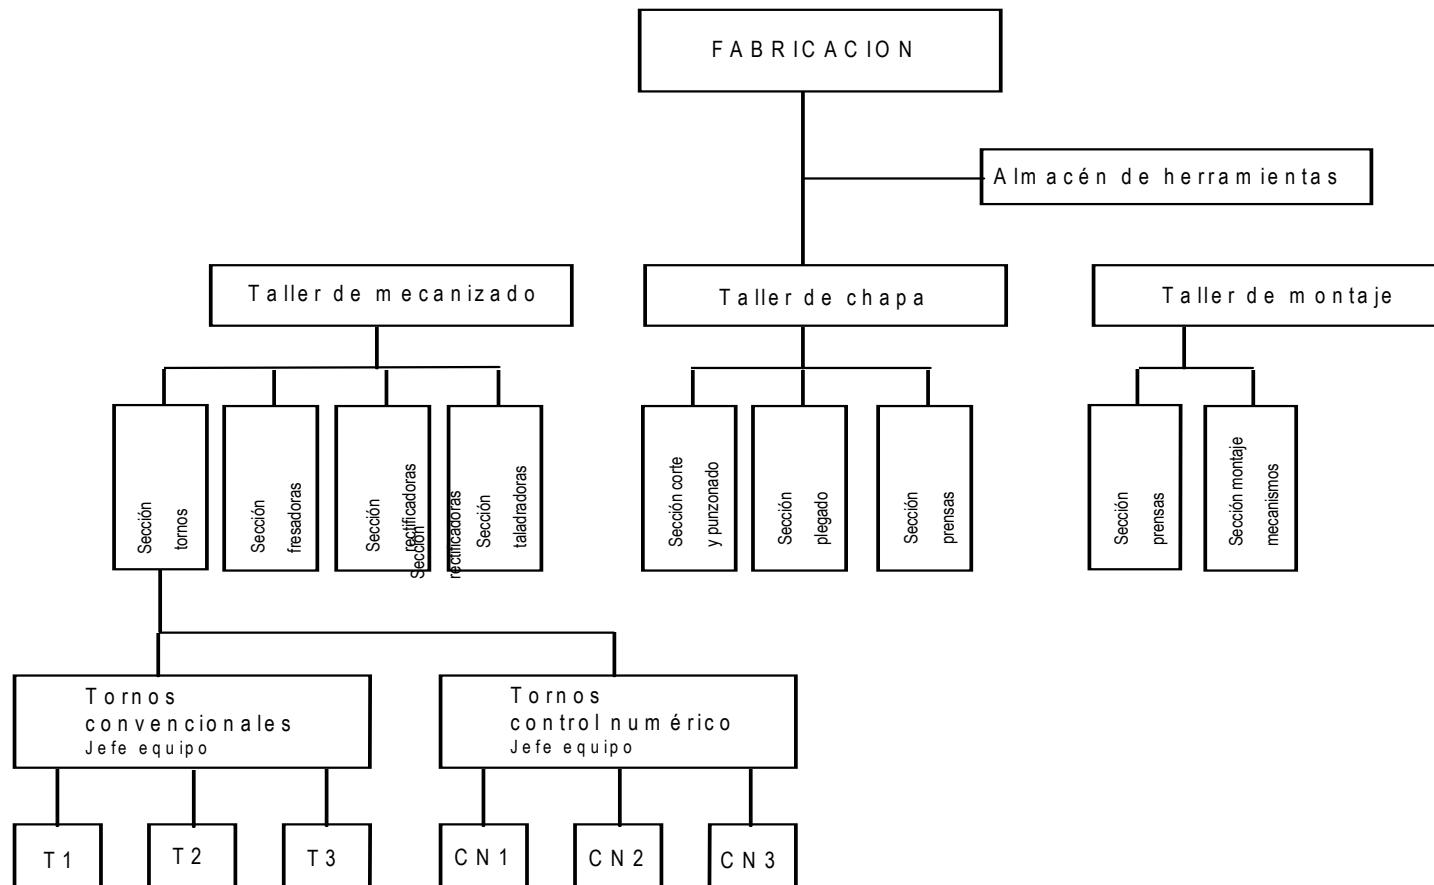 FABRICACION
Almacén de herramientas
Taller de mecanizado
Taller de chapa
Taller de montaje
Sección
tornos
Sección
fresadoras
Sección
rectificadoras
Sección
rectificadoras
Sección
taladradoras
Sección corte
y punzonado
Sección
plegado
Sección
prensas
Sección
prensas
Sección montaje
mecanismos
Tornos
convencionales
Jefe equipo
Tornos
control numérico
Jefe equipo
T1
T2
T3
CN1
CN2
CN3